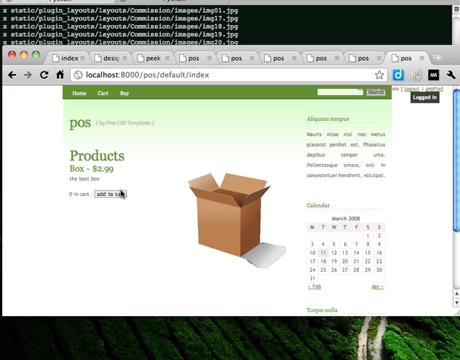 x static/plugin_layouts/layouts/Commission/images/img01.jpg
x static/plugin_layouts/layouts/Commission/images/img17.jpg
x static/plugin_layouts/layouts/Commission/images/img18.jpg
x static/plugin_layouts/layouts/Commission/images/img19.jpg
x static/plugin_layouts/layouts/Commission/images/img20.jpg
index
desig
peek
pos
pos
pos
pos
pos
pos
localhost:8000/pos/default/index
Home Cart Buy
[ logout | profile]
Logged in
pos ( by Free CSS Templates )
Products
Box - $2.99
the best box
0 in cart - add to
Aliquam tempus
Mauris vitae nisl nec metus
placerat perdiet est. Phasellus
dapibus semper urna.
Pellentesque ornare, orci in
consectetuer hendrerit, volutpat.
Calendar
March 2008
M T W T F S S
1 2
3 4 5 6 7 8 9
10 11 12 13 14 15 16
17 18 19 20 21 22 23
24 25 26 27 28 29 30
31
« Feb Apr »
Turpis nulla